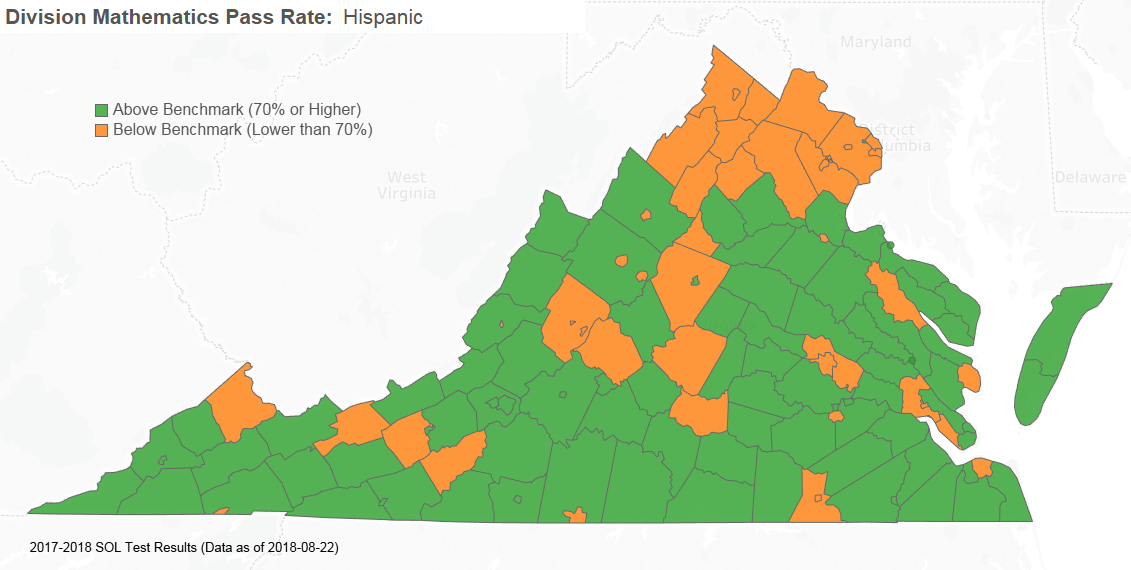 Division Mathematics Pass Rate: Hispanic
Maryland
Above Benchmark (70% or Higher)
Below Benchmark (Lower than 70%)
West
Virginia
Delaware
2017-2018 SOL Test Results (Data as of 2018-08-22)